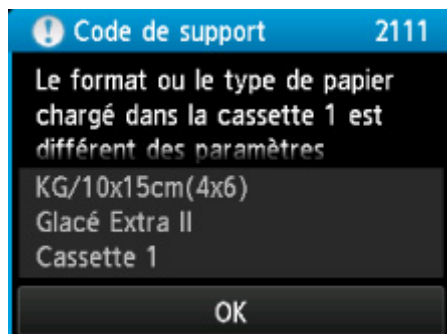 Code de support 2111
Le format ou le type de papier
chargé dans la cassette 1 est
différent des paramètres
KG/10x15cm(4x6)
Glacé Extra II
Cassette 1
OK